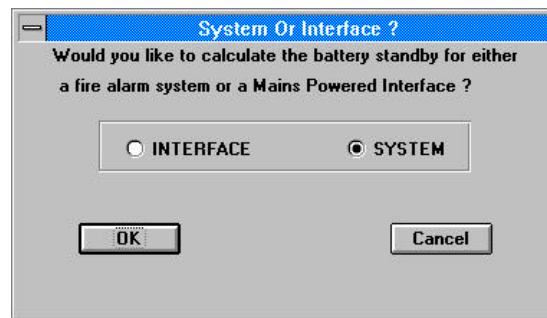 System Or Interface ?
Would you like to calculate the battery standby for either
a fire alarm system or a Mains Powered Interface ?
INTERFACE SYSTEM
OK Cancel